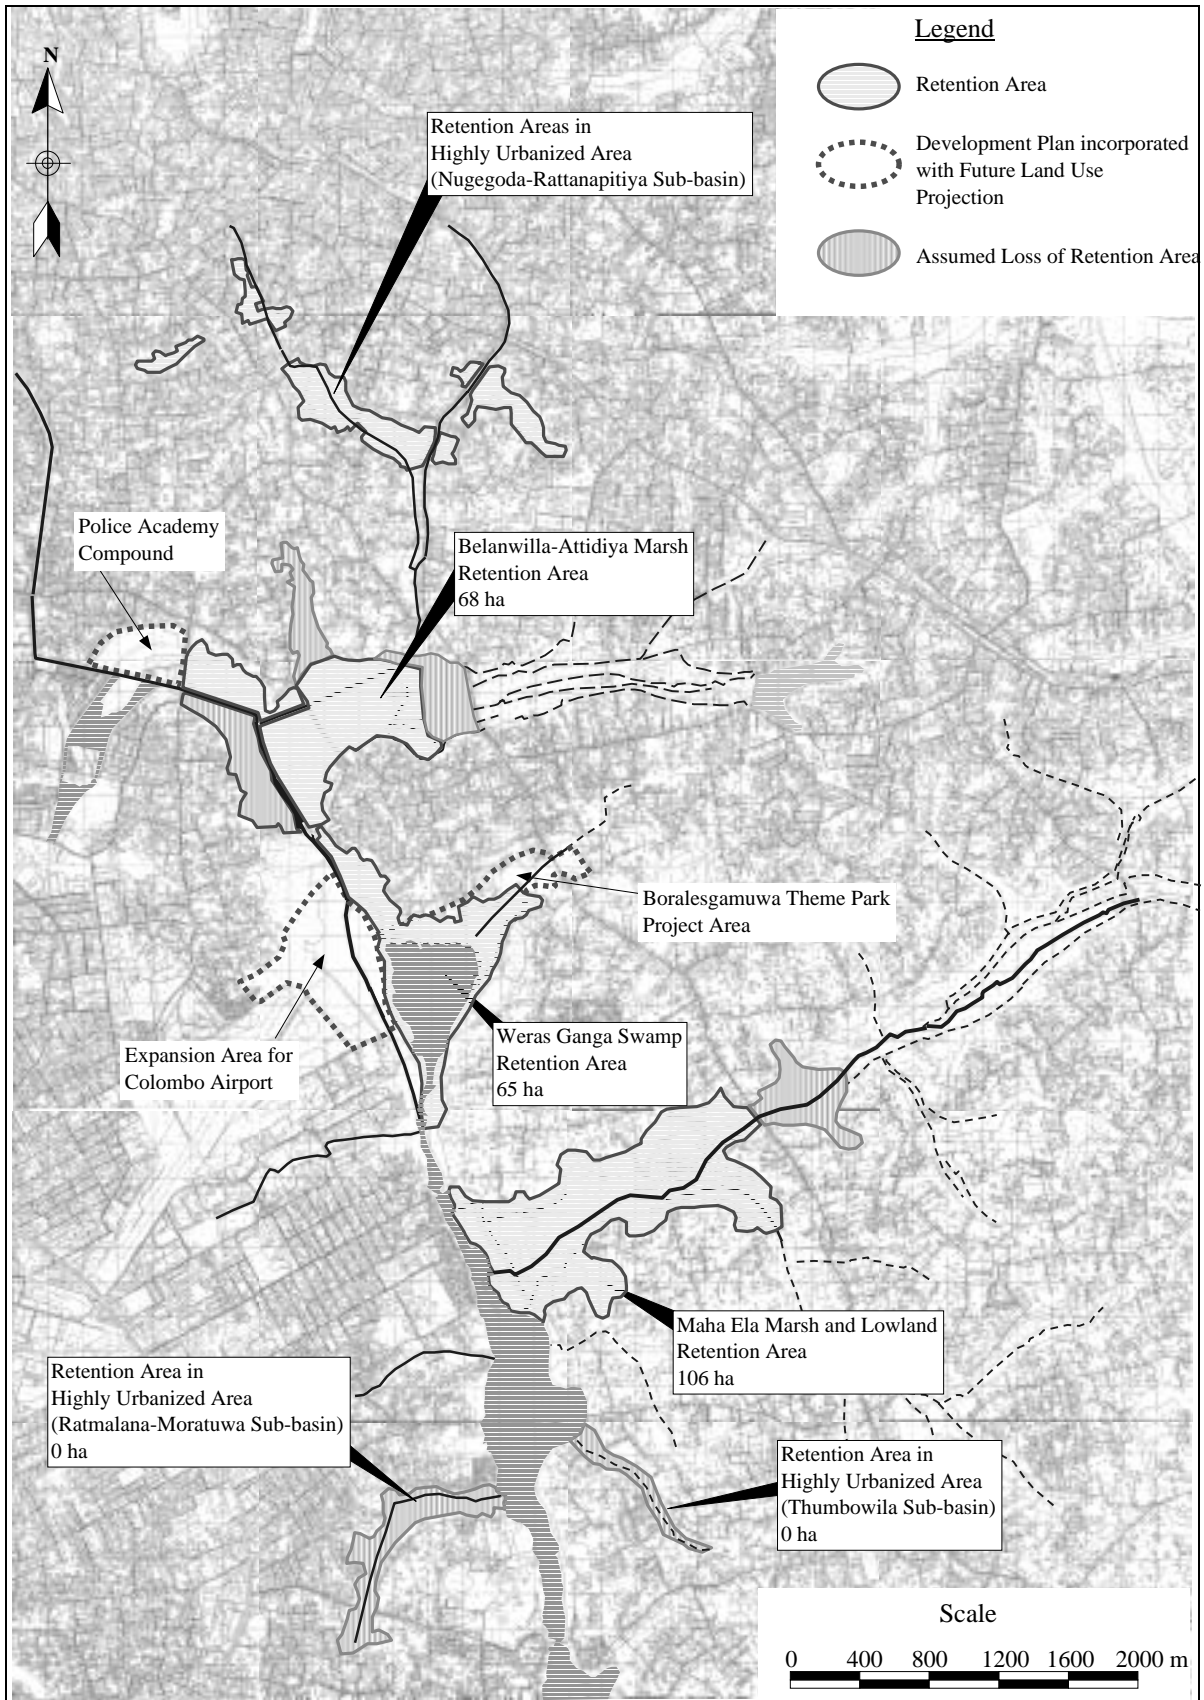 Legend
Retention Area
Development Plan incorporated
with Future Land Use
Projection
Assumed Loss of Retention Area
N
Retention Areas in
Highly Urbanized Area
(Nugegoda-Rattanapitiya Sub-basin)
Police Academy
Compound
Belanwilla-Attidiya Marsh
Retention Area
68 ha
Boralesgamuwa Theme Park
Project Area
Weras Ganga Swamp
Retention Area
65 ha
Expansion Area for
Colombo Airport
Maha Ela Marsh and Lowland
Retention Area
106 ha
Retention Area in
Highly Urbanized Area
(Ratmalana-Moratuwa Sub-basin)
0 ha
Retention Area in
Highly Urbanized Area
(Thumbowila Sub-basin)
0 ha
Scale
0 400 800 1200 1600 2000 m